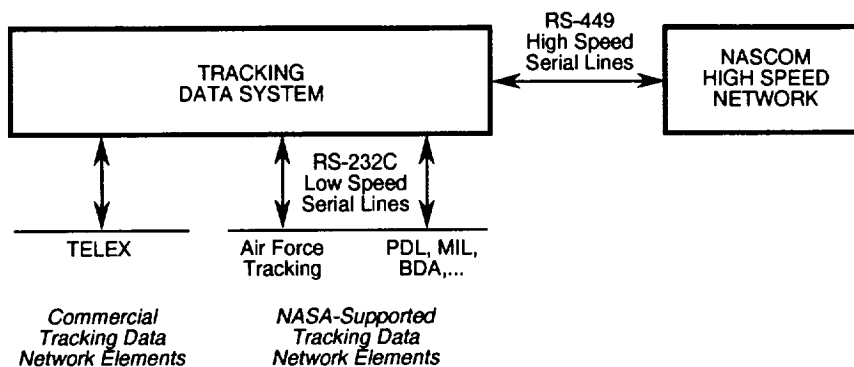 RS-449
High Speed
Serial Lines
TRACKING
DATA SYSTEM
NASCOM
HIGH SPEED
NETWORK
RS-232C
Low Speed
Serial Lines
TELEX
Air Force
Tracking
PDL, MIL,
BDA,...
Commercial
Tracking Data
Network Elements
NASA-Supported
Tracking Data
Network Elements